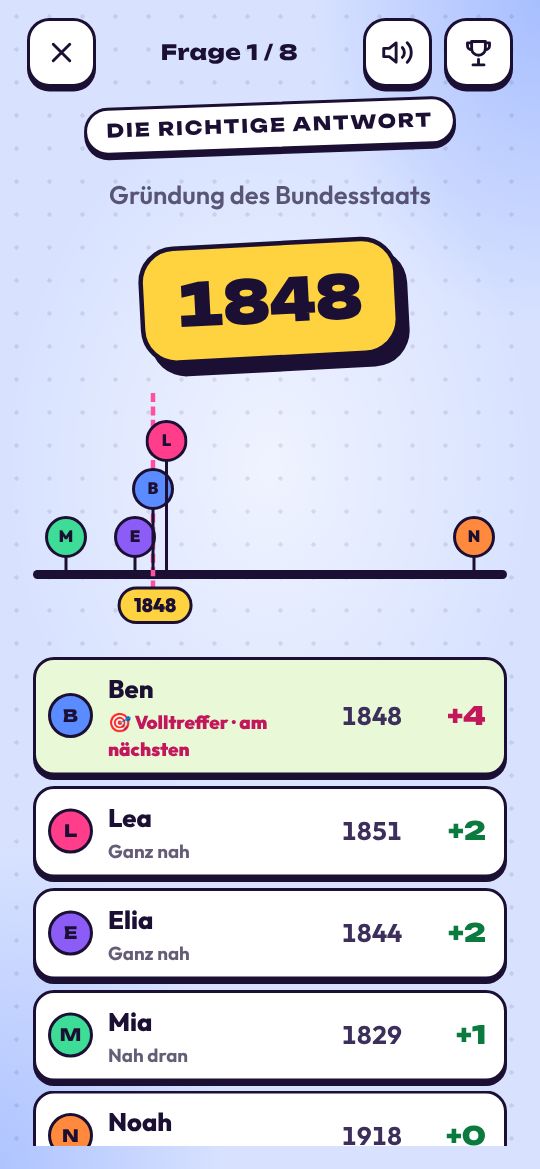 Frage 1 / 8
DIE RICHTIGE ANTWORT
Gründung des Bundesstaats
1848
L
B
M
E
N
1848
B
Ben
🎯 Volltreffer · am
nächsten
1848
+4
L
Lea
Ganz nah
1851
+2
E
Elia
Ganz nah
1844
+2
M
Mia
Nah dran
1829
+1
N
Noah
1918
+0